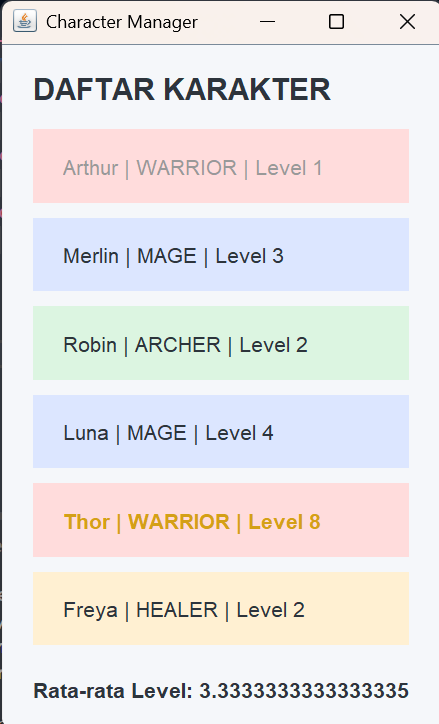 Character Manager
DAFTAR KARAKTER
Arthur | WARRIOR | Level 1
Merlin | MAGE | Level 3
Robin | ARCHER | Level 2
Luna | MAGE | Level 4
Thor | WARRIOR | Level 8
Freya | HEALER | Level 2
Rata-rata Level: 3.3333333333333335